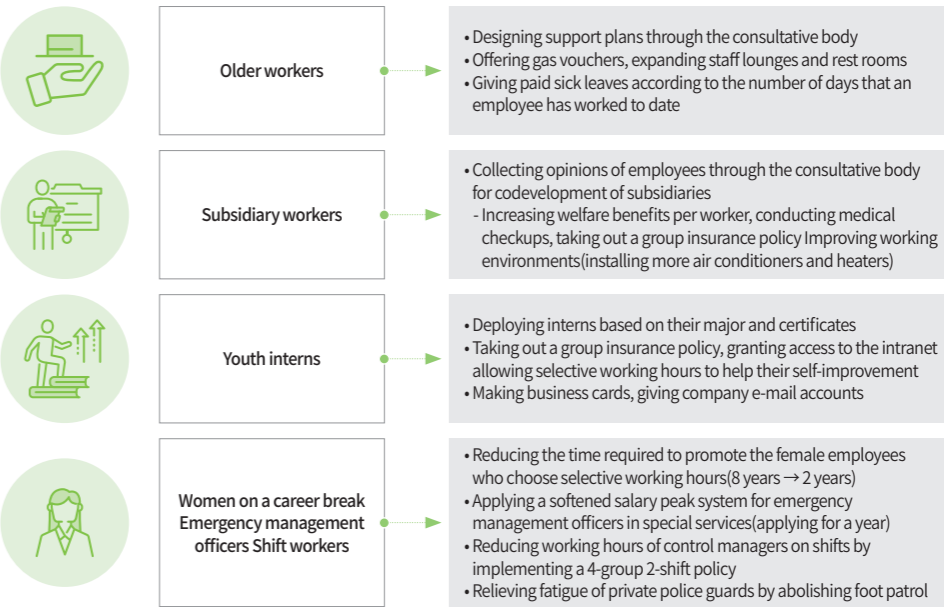 Older workers
• Designing support plans through the consultative body
• Offering gas vouchers, expanding staff lounges and rest rooms
• Giving paid sick leaves according to the number of days that an
employee has worked to date
Subsidiary workers
• Collecting opinions of employees through the consultative body
for codevelopment of subsidiaries
- Increasing welfare benefits per worker, conducting medical
checkups, taking out a group insurance policy Improving working
environments(installing more air conditioners and heaters)
Youth interns
• Deploying interns based on their major and certificates
• Taking out a group insurance policy, granting access to the intranet
allowing selective working hours to help their self-improvement
• Making business cards, giving company e-mail accounts
Women on a career break
Emergency management
officers Shift workers
• Reducing the time required to promote the female employees
who choose selective working hours(8 years → 2 years)
• Applying a softened salary peak system for emergency
management officers in special services(applying for a year)
• Reducing working hours of control managers on shifts by
implementing a 4-group 2-shift policy
• Relieving fatigue of private police guards by abolishing foot patrol